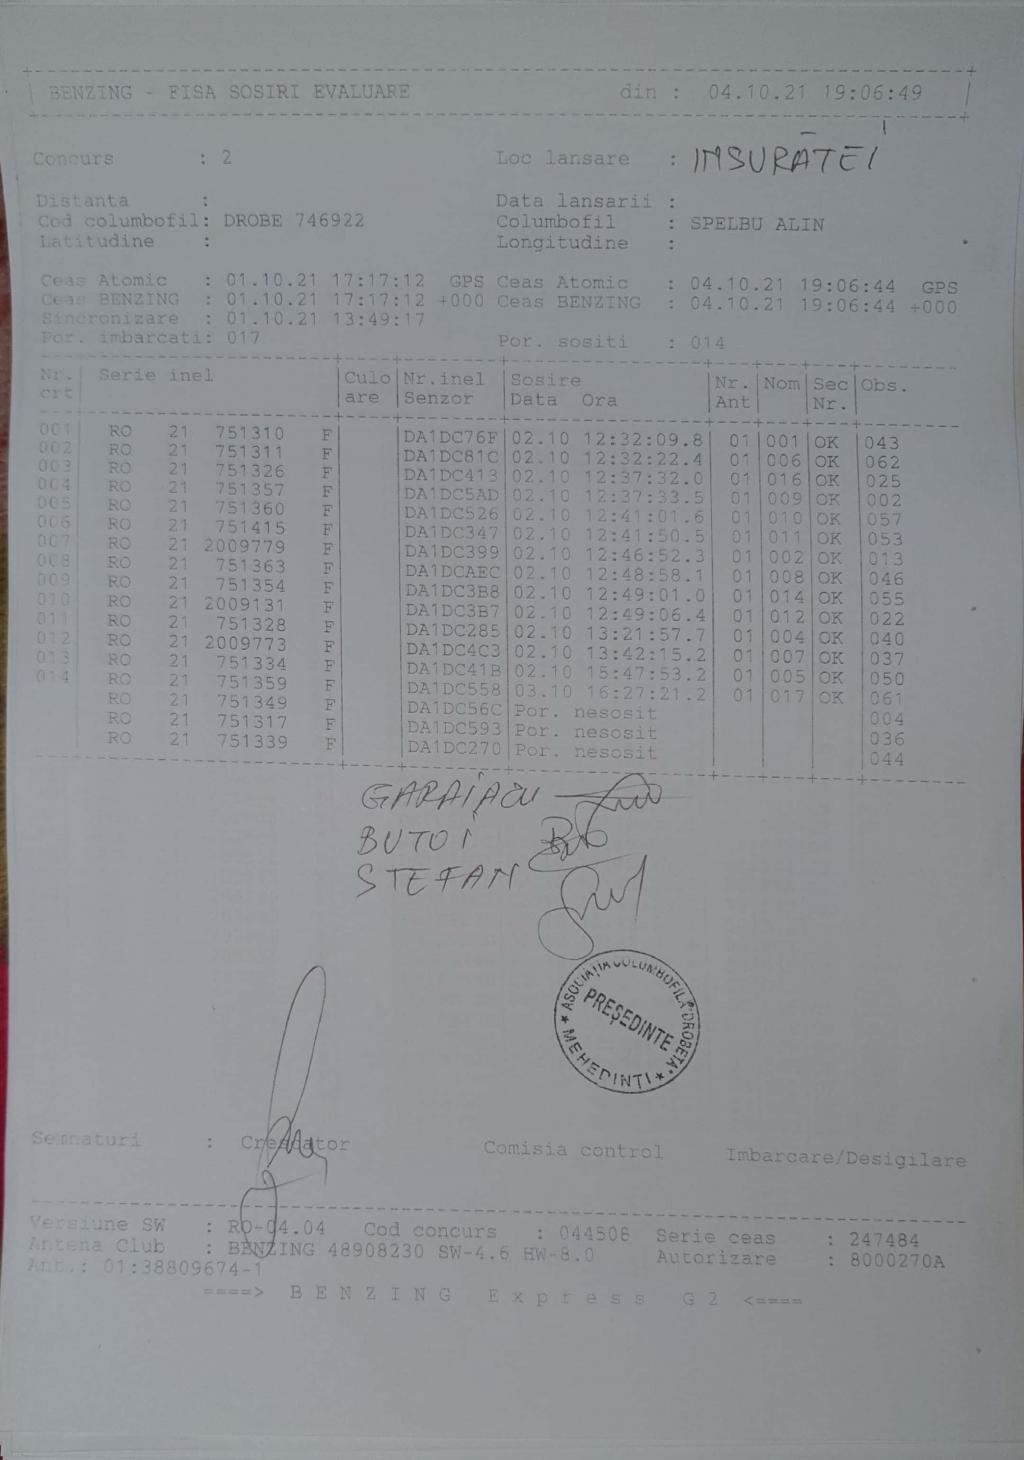 BENZING - FISA SOSIRI EVALUARE din : 04.10.21 19:06:49
Concurs : 2 Loc lansare : INSURĂTEI
Distanta : Data lansarii :
Cod columbofil: DROBE 746922 Columbofil : SPELBU ALIN
Latitudine : Longitudine :
Ceas Atomic : 01.10.21 17:17:12 GPS Ceas Atomic : 04.10.21 19:06:44 GPS
Ceas BENZING : 01.10.21 17:17:12 +000 Ceas BENZING : 04.10.21 19:06:44 +000
Sincronizare : 01.10.21 13:49:17
Por. imbarcati: 017 Por. sositi : 014
Nr. Serie inel Culo Nr.inel Sosire Nr. Nom Sec Obs.
crt are Senzor Data Ora Ant Nr.
001 RO 21 751310 F DA1DC76F 02.10 12:32:09.8 01 001 OK 043
002 RO 21 751311 F DA1DC81C 02.10 12:32:22.4 01 006 OK 062
003 RO 21 751326 F DA1DC413 02.10 12:37:32.0 01 016 OK 025
004 RO 21 751357 F DA1DC5AD 02.10 12:37:33.5 01 009 OK 002
005 RO 21 751360 F DA1DC526 02.10 12:41:01.6 01 010 OK 057
006 RO 21 751415 F DA1DC347 02.10 12:41:50.5 01 011 OK 053
007 RO 21 2009779 F DA1DC399 02.10 12:46:52.3 01 002 OK 013
008 RO 21 751363 F DA1DCAEC 02.10 12:48:58.1 01 008 OK 046
009 RO 21 751354 F DA1DC3B8 02.10 12:49:01.0 01 014 OK 055
010 RO 21 2009131 F DA1DC3B7 02.10 12:49:06.4 01 012 OK 022
011 RO 21 751328 F DA1DC285 02.10 13:21:57.7 01 004 OK 040
012 RO 21 2009773 F DA1DC4C3 02.10 13:42:15.2 01 007 OK 037
013 RO 21 751334 F DA1DC41B 02.10 15:47:53.2 01 005 OK 050
014 RO 21 751359 F DA1DC558 03.10 16:27:21.2 01 017 OK 061
RO 21 751349 F DA1DC56C Por. nesosit 004
RO 21 751317 F DA1DC593 Por. nesosit 036
RO 21 751339 F DA1DC270 Por. nesosit 044
BUTOI
STEFAN
ASOCIAȚIA COLUMBOFILA "DROBETA"
PREȘEDINTE
* MEHEDINTI *
Semnaturi : Crescator Comisia control Imbarcare/Desigilare
Versiune SW : RO-04.04 Cod concurs : 044508 Serie ceas : 247484
Antena Club : BENZING 48908230 SW-4.6 HW-8.0 Autorizare : 8000270A
Ant.: 01:38809674-1
====> BENZING Express G2 <====